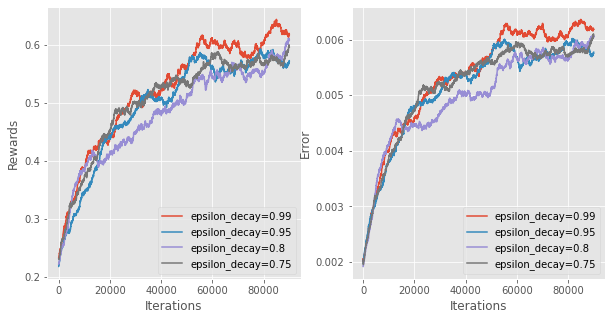 0.6
0.5
0.4
0.3
0.2
Rewards
0 20000 40000 60000 80000
Iterations
epsilon_decay=0.99
epsilon_decay=0.95
epsilon_decay=0.8
epsilon_decay=0.75
0.006
0.005
0.004
0.003
0.002
Error
0 20000 40000 60000 80000
Iterations
epsilon_decay=0.99
epsilon_decay=0.95
epsilon_decay=0.8
epsilon_decay=0.75